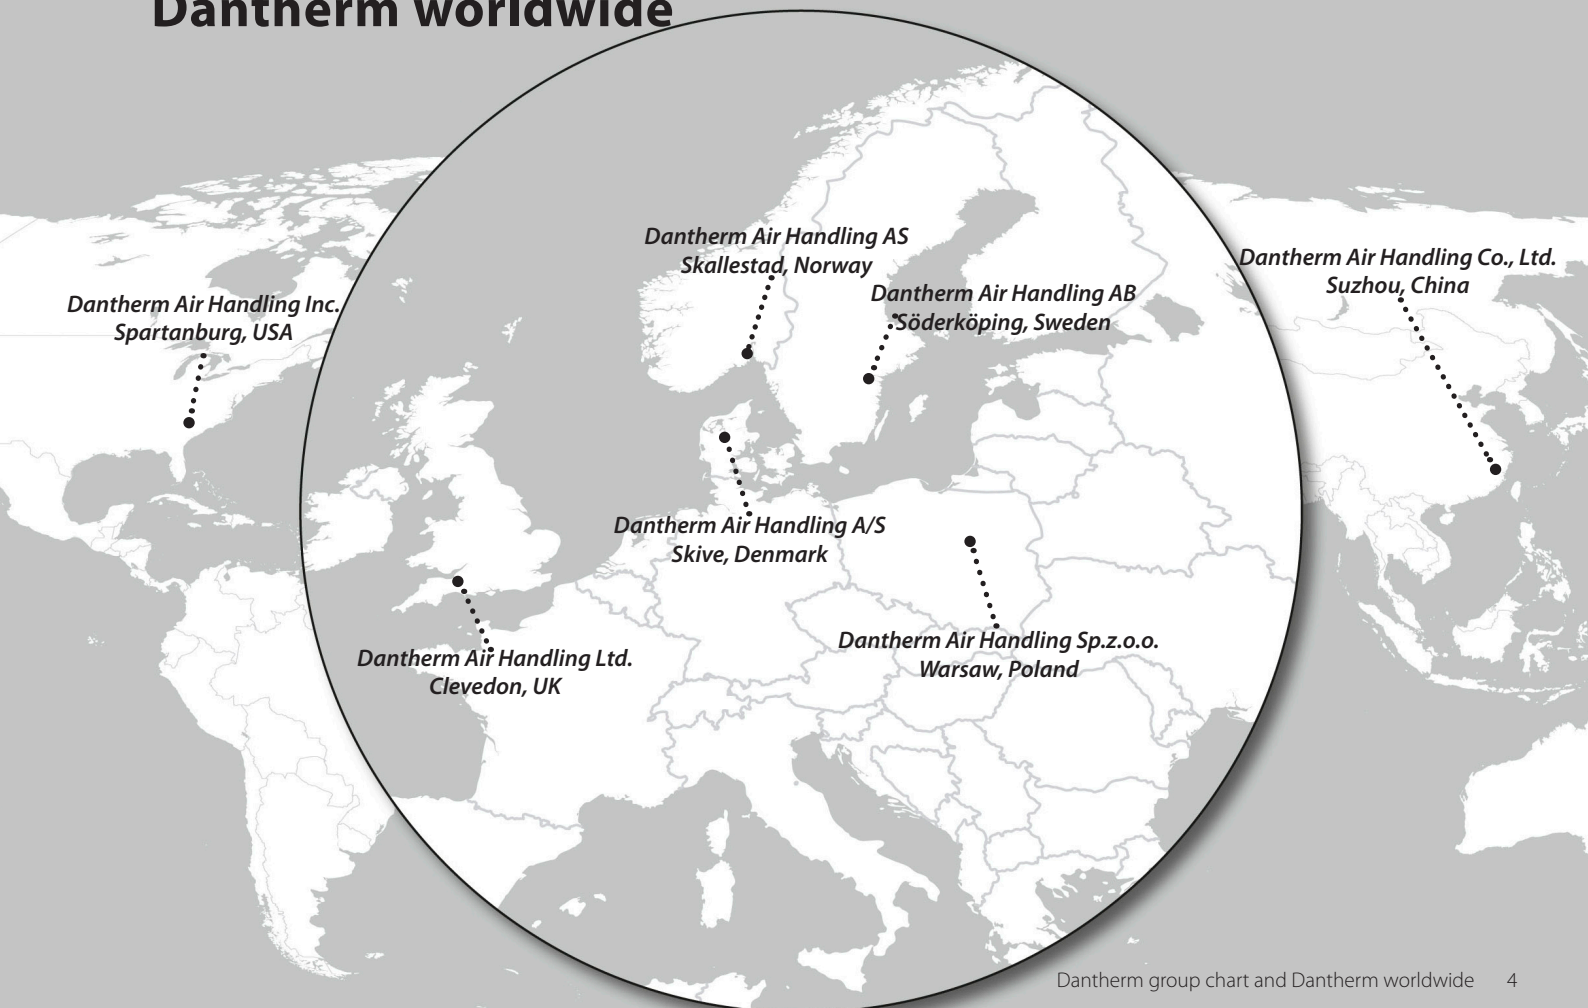 Dantherm worldwide
Dantherm Air Handling AS
Skallestad, Norway
Dantherm Air Handling Co., Ltd.
Suzhou, China
Dantherm Air Handling AB
Söderköping, Sweden
Dantherm Air Handling Inc.
Spartanburg, USA
Dantherm Air Handling A/S
Skive, Denmark
Dantherm Air Handling Sp.z.o.o.
Warsaw, Poland
Dantherm Air Handling Ltd.
Clevedon, UK
Dantherm group chart and Dantherm worldwide 4